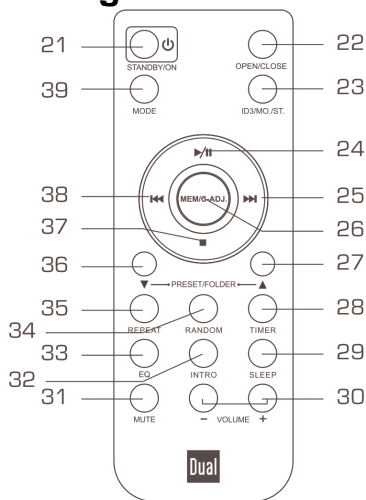 g
21 22
STANDBY/ON OPEN/CLOSE
39 23
MODE ID3/MO./ST.
24
38 25
MEM/C-ADJ.
37 26
36 27
PRESET/FOLDER
35 28
34 REPEAT RANDOM TIMER
33 29
32 EQ INTRO SLEEP
31 30
MUTE − VOLUME +
Dual